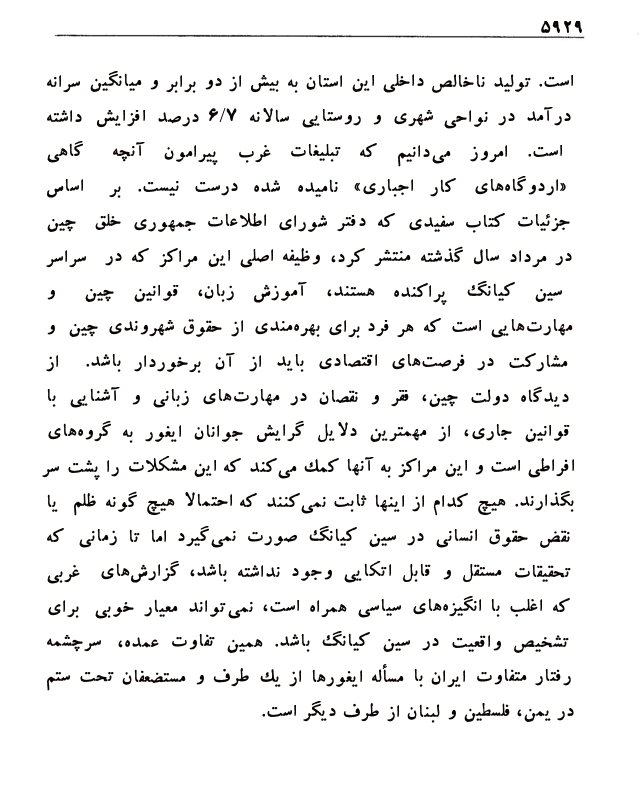 ۵۹۲۹
است. تولید ناخالص داخلی این استان به بیش از دو برابر و میانگین سرانه
درآمد در نواحی شهری و روستایی سالانه ۶/۷ درصد افزایش داشته
است. امروز می‌دانیم که تبلیغات غرب پیرامون آنچه گاهی
«اردوگاه‌های کار اجباری» نامیده شده درست نیست. بر اساس
جزئیات کتاب سفیدی که دفتر شورای اطلاعات جمهوری خلق چین
در مرداد سال گذشته منتشر کرد، وظیفه اصلی این مراکز که در سراسر
سین کیانگ پراکنده هستند، آموزش زبان، قوانین چین و
مهارت‌هایی است که هر فرد برای بهره‌مندی از حقوق شهروندی چین و
مشارکت در فرصت‌های اقتصادی باید از آن برخوردار باشد. از
دیدگاه دولت چین، فقر و نقصان در مهارت‌های زبانی و آشنایی با
قوانین جاری، از مهمترین دلایل گرایش جوانان ایغور به گروه‌های
افراطی است و این مراکز به آنها کمك می‌کند که این مشکلات را پشت سر
بگذارند. هیچ کدام از اینها ثابت نمی‌کنند که احتمالا هیچ گونه ظلم یا
نقض حقوق انسانی در سین کیانگ صورت نمی‌گیرد اما تا زمانی که
تحقیقات مستقل و قابل اتکایی وجود نداشته باشد، گزارش‌های غربی
که اغلب با انگیزه‌های سیاسی همراه است، نمی‌تواند معیار خوبی برای
تشخیص واقعیت در سین کیانگ باشد. همین تفاوت عمده، سرچشمه
رفتار متفاوت ایران با مسأله ایغورها از یك طرف و مستضعفان تحت ستم
در یمن، فلسطین و لبنان از طرف دیگر است.